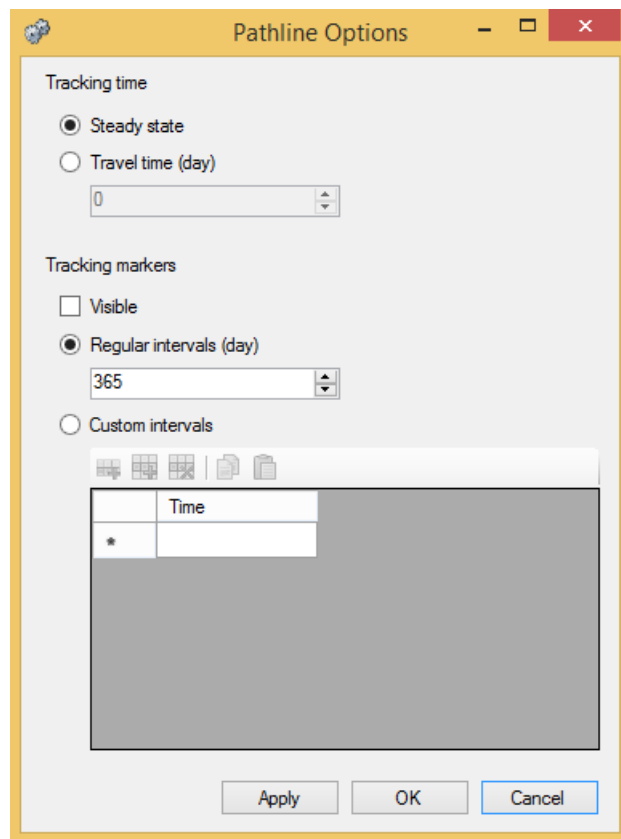 Pathline Options
Tracking time
Steady state
Travel time (day)
0
Tracking markers
Visible
Regular intervals (day)
365
Custom intervals
Time
*
Apply OK Cancel